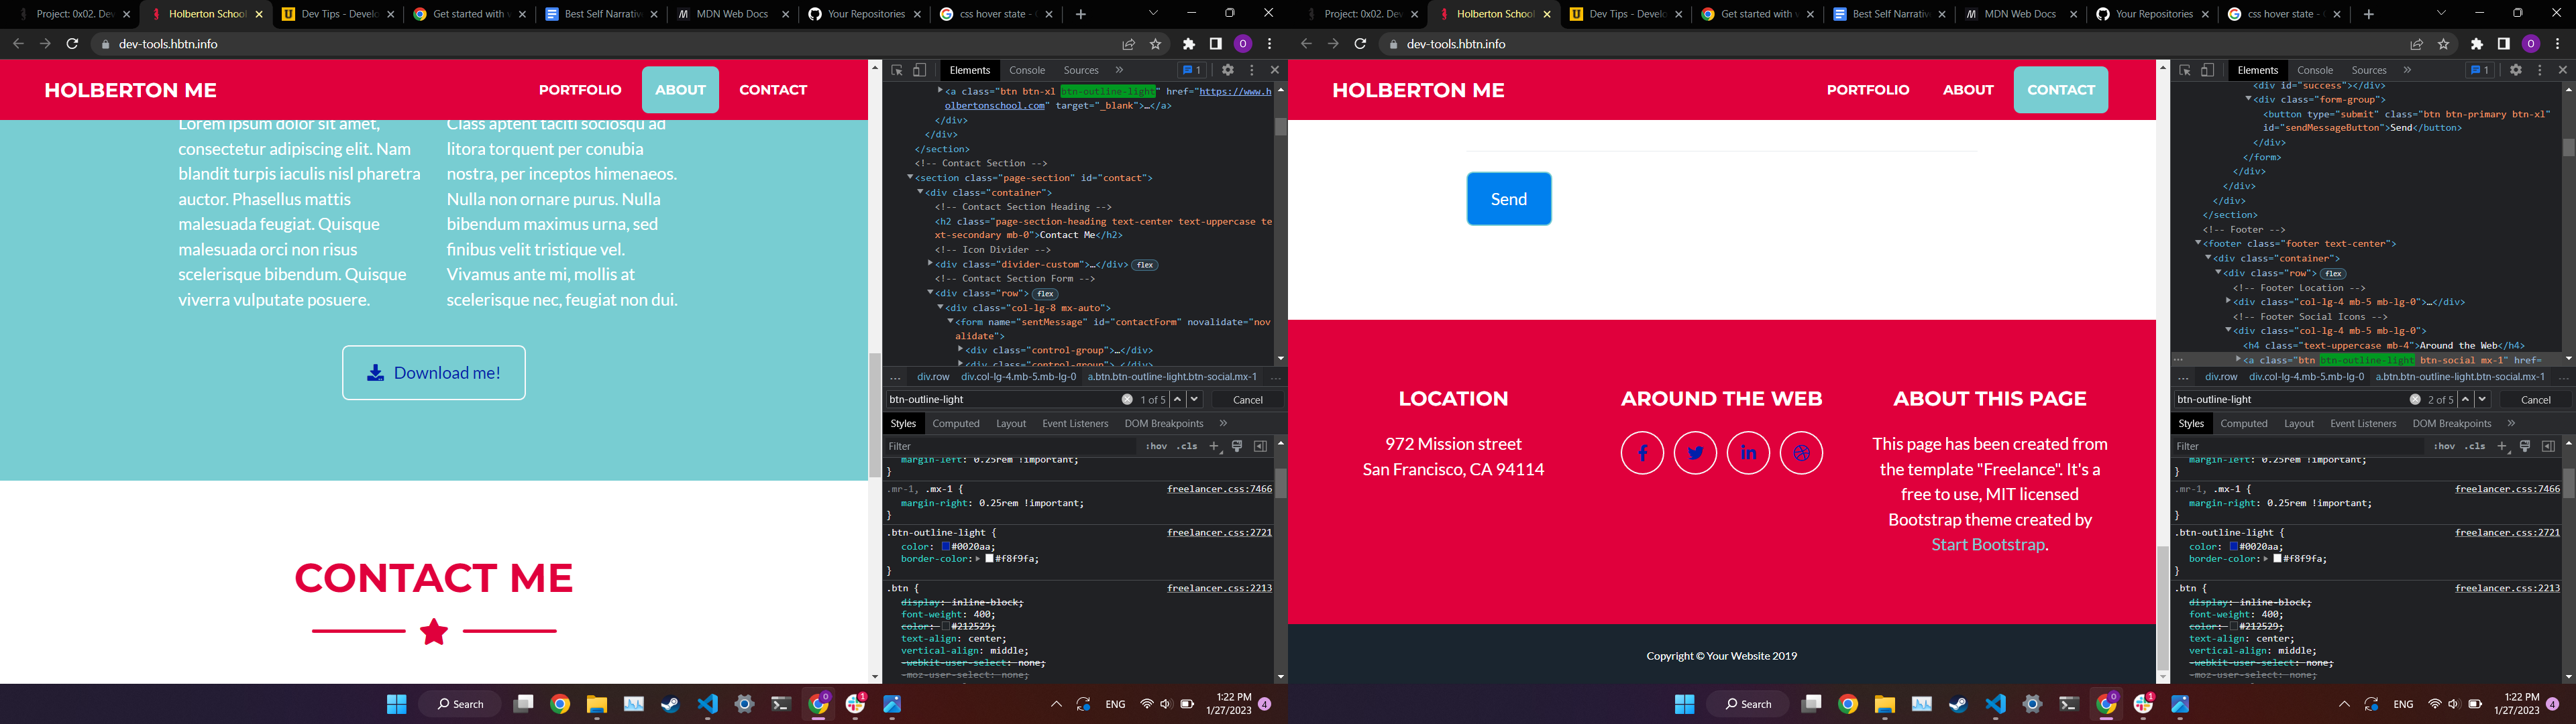 Project: 0x02. Dev
Holberton School
Dev Tips - Develo
Get started with v
Best Self Narrativ
MDN Web Docs
Your Repositories
css hover state - G
dev-tools.hbtn.info
O
HOLBERTON ME
PORTFOLIO
ABOUT
CONTACT
Lorem ipsum dolor sit amet,
consectetur adipiscing elit. Nam
blandit turpis iaculis nisl pharetra
auctor. Phasellus mattis
malesuada feugiat. Quisque
malesuada orci non risus
scelerisque bibendum. Quisque
viverra vulputate posuere.
Class aptent taciti sociosqu ad
litora torquent per conubia
nostra, per inceptos himenaeos.
Nulla non ornare purus. Nulla
bibendum maximus urna, sed
finibus velit tristique vel.
Vivamus ante mi, mollis at
scelerisque nec, feugiat non dui.
Download me!
CONTACT ME
Elements
Console
Sources
»
1
<a class="btn btn-xl btn-outline-light" href="https://www.h
olbertonschool.com" target="_blank">…</a>
</div>
</div>
</section>
<!-- Contact Section -->
<section class="page-section" id="contact">
<div class="container">
<!-- Contact Section Heading -->
<h2 class="page-section-heading text-center text-uppercase te
xt-secondary mb-0">Contact Me</h2>
<!-- Icon Divider -->
<div class="divider-custom">…</div> flex
<!-- Contact Section Form -->
<div class="row"> flex
<div class="col-lg-8 mx-auto">
<form name="sentMessage" id="contactForm" novalidate="nov
alidate">
<div class="control-group">…</div>
<div class="control-group">…</div>
… div.row div.col-lg-4.mb-5.mb-lg-0 a.btn.btn-outline-light.btn-social.mx-1 …
btn-outline-light
1 of 5
Cancel
Styles
Computed
Layout
Event Listeners
DOM Breakpoints
»
Filter
:hov .cls
margin-left: 0.25rem !important;
}
.mr-1, .mx-1 {
freelancer.css:7466
margin-right: 0.25rem !important;
}
.btn-outline-light {
freelancer.css:2721
color: #0020aa;
border-color: #f8f9fa;
}
.btn {
freelancer.css:2213
display: inline-block;
font-weight: 400;
color: #212529;
text-align: center;
vertical-align: middle;
-webkit-user-select: none;
-moz-user-select: none;
Search
1
ENG
1:22 PM
1/27/2023
4
Project: 0x02. Dev
Holberton School
Dev Tips - Develo
Get started with v
Best Self Narrativ
MDN Web Docs
Your Repositories
css hover state - G
dev-tools.hbtn.info
O
HOLBERTON ME
PORTFOLIO
ABOUT
CONTACT
Send
LOCATION
972 Mission street
San Francisco, CA 94114
AROUND THE WEB
ABOUT THIS PAGE
This page has been created from
the template "Freelance". It's a
free to use, MIT licensed
Bootstrap theme created by
Start Bootstrap.
Copyright © Your Website 2019
Elements
Console
Sources
»
1
<div id="success"></div>
<div class="form-group">
<button type="submit" class="btn btn-primary btn-xl"
id="sendMessageButton">Send</button>
</div>
</form>
</div>
</div>
</div>
</section>
<!-- Footer -->
<footer class="footer text-center">
<div class="container">
<div class="row"> flex
<!-- Footer Location -->
<div class="col-lg-4 mb-5 mb-lg-0">…</div>
<!-- Footer Social Icons -->
<div class="col-lg-4 mb-5 mb-lg-0">
<h4 class="text-uppercase mb-4">Around the Web</h4>
<a class="btn btn-outline-light btn-social mx-1" href=
… div.row div.col-lg-4.mb-5.mb-lg-0 a.btn.btn-outline-light.btn-social.mx-1 …
btn-outline-light
2 of 5
Cancel
Styles
Computed
Layout
Event Listeners
DOM Breakpoints
»
Filter
:hov .cls
margin-left: 0.25rem !important;
}
.mr-1, .mx-1 {
freelancer.css:7466
margin-right: 0.25rem !important;
}
.btn-outline-light {
freelancer.css:2721
color: #0020aa;
border-color: #f8f9fa;
}
.btn {
freelancer.css:2213
display: inline-block;
font-weight: 400;
color: #212529;
text-align: center;
vertical-align: middle;
-webkit-user-select: none;
-moz-user-select: none;
Search
1
ENG
1:22 PM
1/27/2023
4